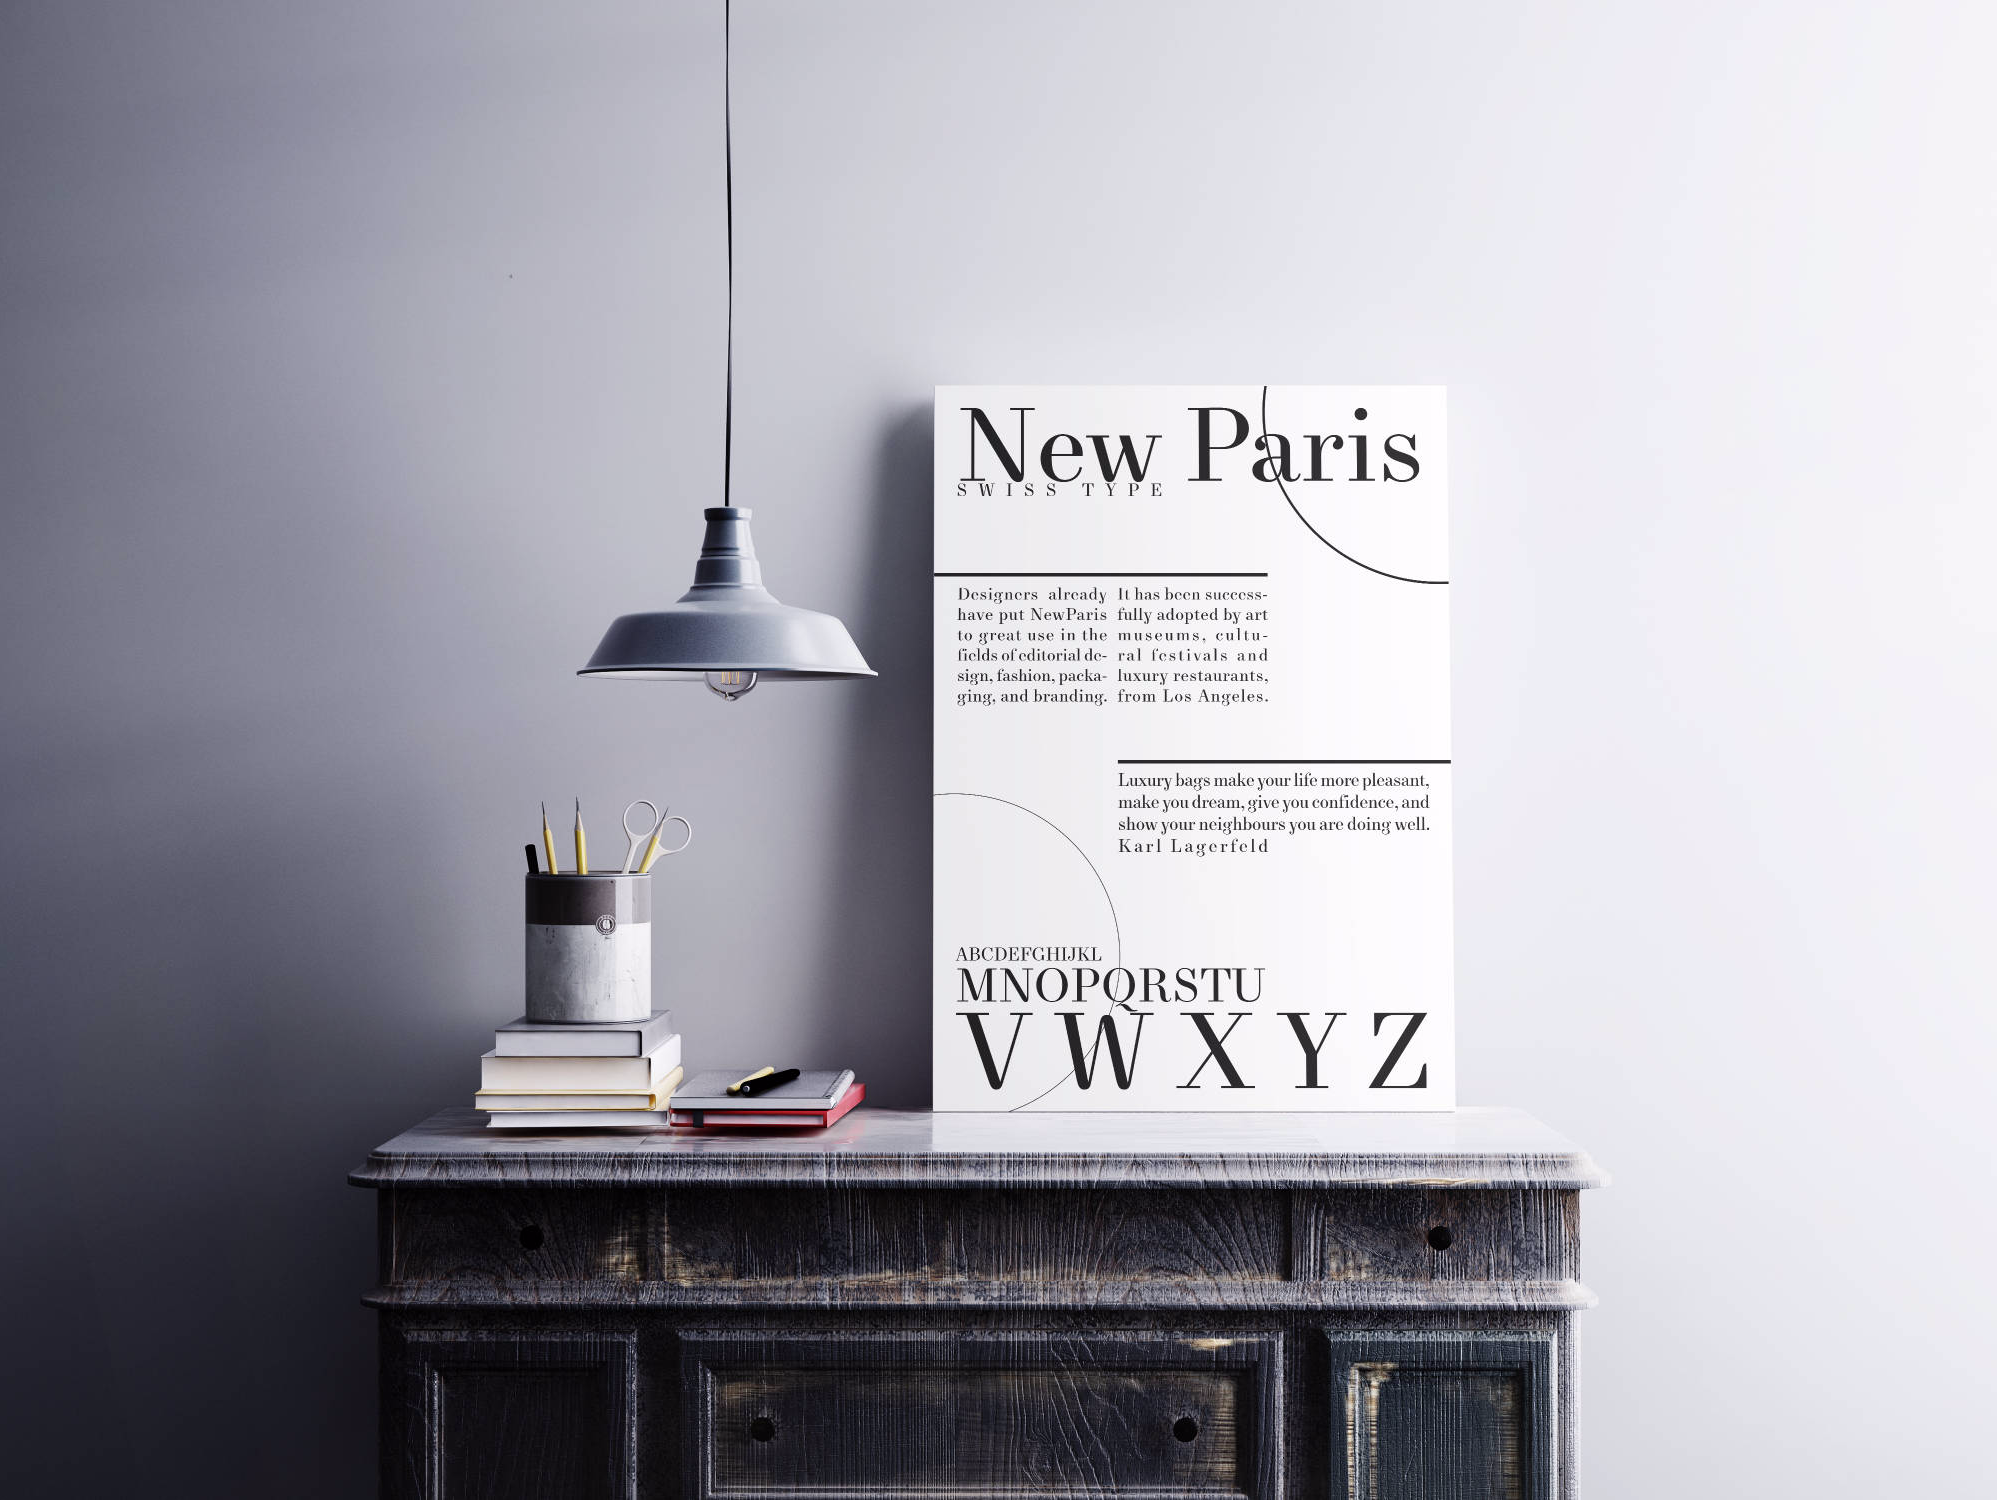 New Paris
SWISS TYPE
Designers already
have put NewParis
to great use in the
fields of editorial de-
sign, fashion, packa-
ging, and branding.
It has been success-
fully adopted by art
museums, cultu-
ral festivals and
luxury restaurants,
from Los Angeles.
Luxury bags make your life more pleasant,
make you dream, give you confidence, and
show your neighbours you are doing well.
Karl Lagerfeld
ABCDEFGHIJKL
MNOPQRSTU
VWXYZ